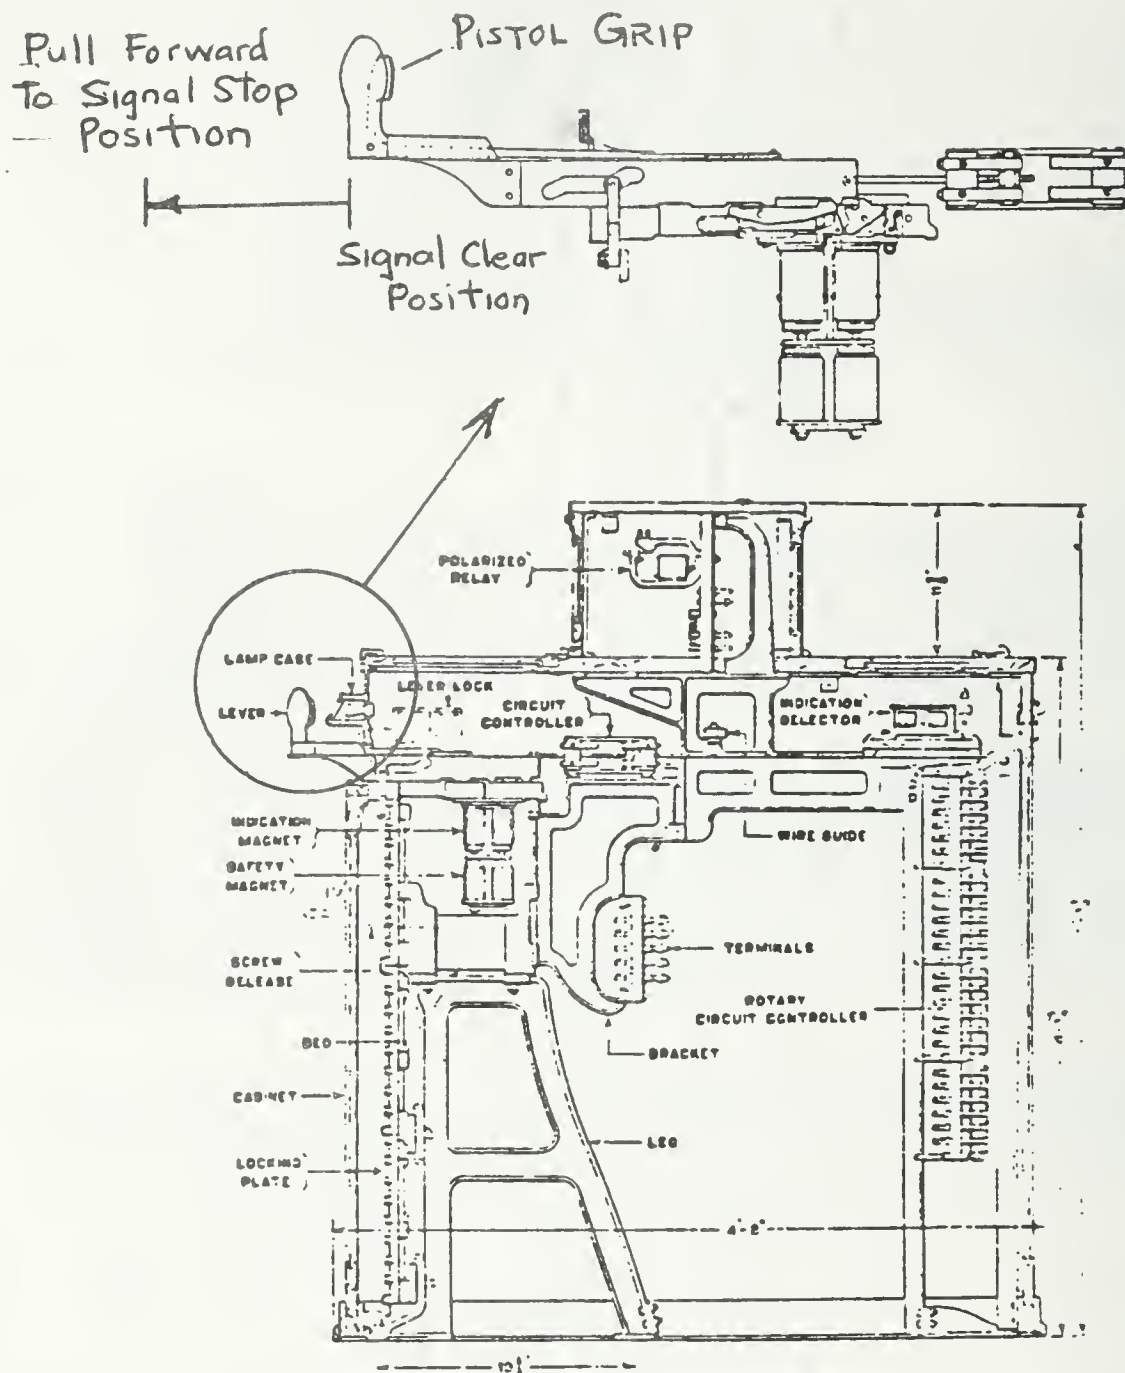 Pull Forward
To Signal Stop
Position
PISTOL GRIP
Signal Clear
Position
POLARIZED
RELAY
LAMP CASE
LEVER LOCK
LEVER
CIRCUIT
CONTROLLER
INDICATION
SELECTOR
INDICATION
MAGNET
WIRE GUIDE
SAFETY
MAGNET
TERMINALS
SCREW
RELEASE
ROTARY
CIRCUIT CONTROLLER
BED
BRACKET
CABINET
LEG
LOCKING
PLATE
4'-2"